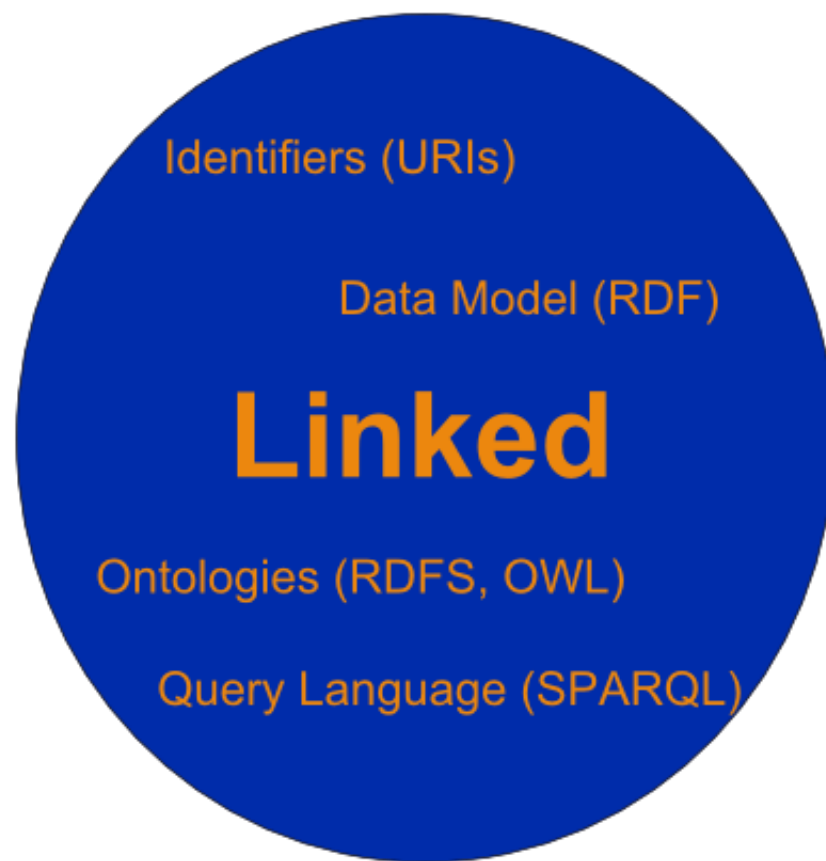 Identifiers (URIs)
Data Model (RDF)
Linked
Ontologies (RDFS, OWL)
Query Language (SPARQL)